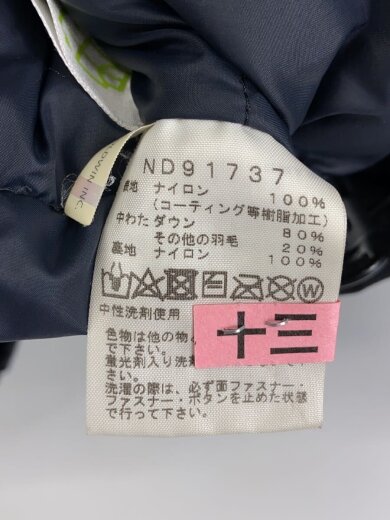 ND91737
表地 ナイロン 100%
(コーティング等樹脂加工)
中わた ダウン 80%
その他の羽毛 20%
裏地 ナイロン 100%
中性洗剤使用
十三
色物は他の物
下さい。
蛍光剤入り洗剤
下さい。
洗濯の際は、必ず面ファスナー・
ファスナー・ボタンを止めた状態
で行って下さい。
DWIN INC.